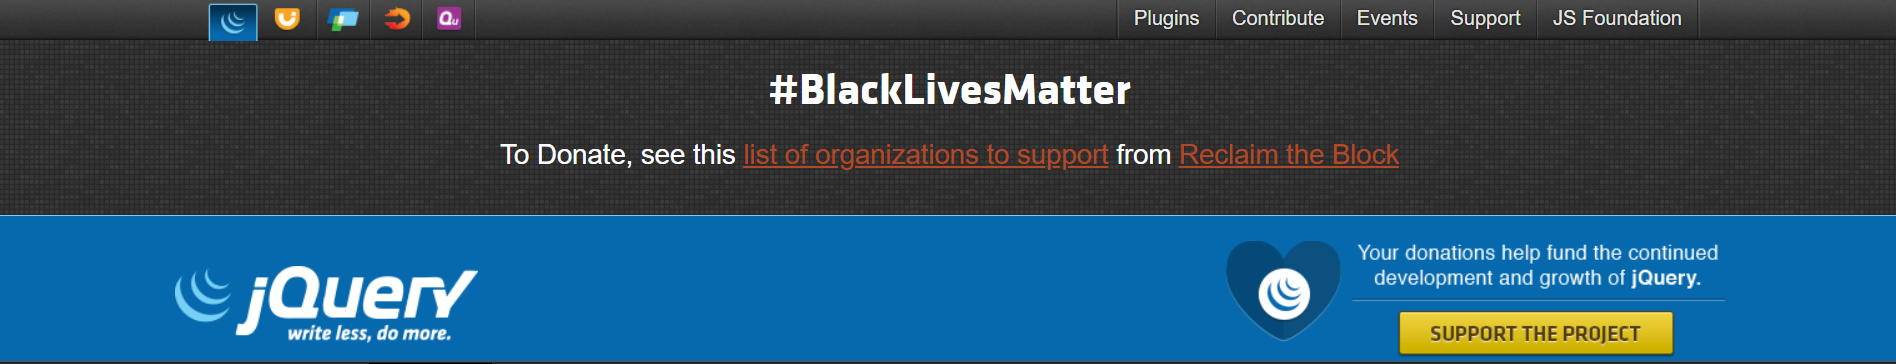 Qu
Plugins Contribute Events Support JS Foundation
#BlackLivesMatter
To Donate, see this list of organizations to support from Reclaim the Block
jQuery
write less, do more.
Your donations help fund the continued
development and growth of jQuery.
SUPPORT THE PROJECT